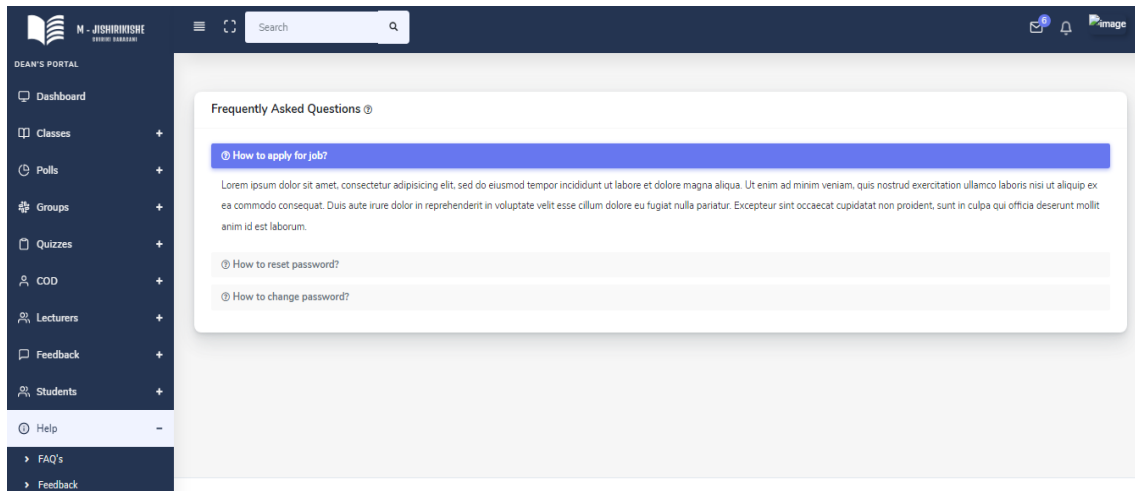 M - JISHIRIKISHE
Search
6
image
DEAN'S PORTAL
Dashboard
Classes
Polls
Groups
Quizzes
COD
Lecturers
Feedback
Students
Help
FAQ's
Feedback
Frequently Asked Questions
How to apply for job?
Lorem ipsum dolor sit amet, consectetur adipisicing elit, sed do eiusmod tempor incididunt ut labore et dolore magna aliqua. Ut enim ad minim veniam, quis nostrud exercitation ullamco laboris nisi ut aliquip ex
ea commodo consequat. Duis aute irure dolor in reprehenderit in voluptate velit esse cillum dolore eu fugiat nulla pariatur. Excepteur sint occaecat cupidatat non proident, sunt in culpa qui officia deserunt mollit
anim id est laborum.
How to reset password?
How to change password?